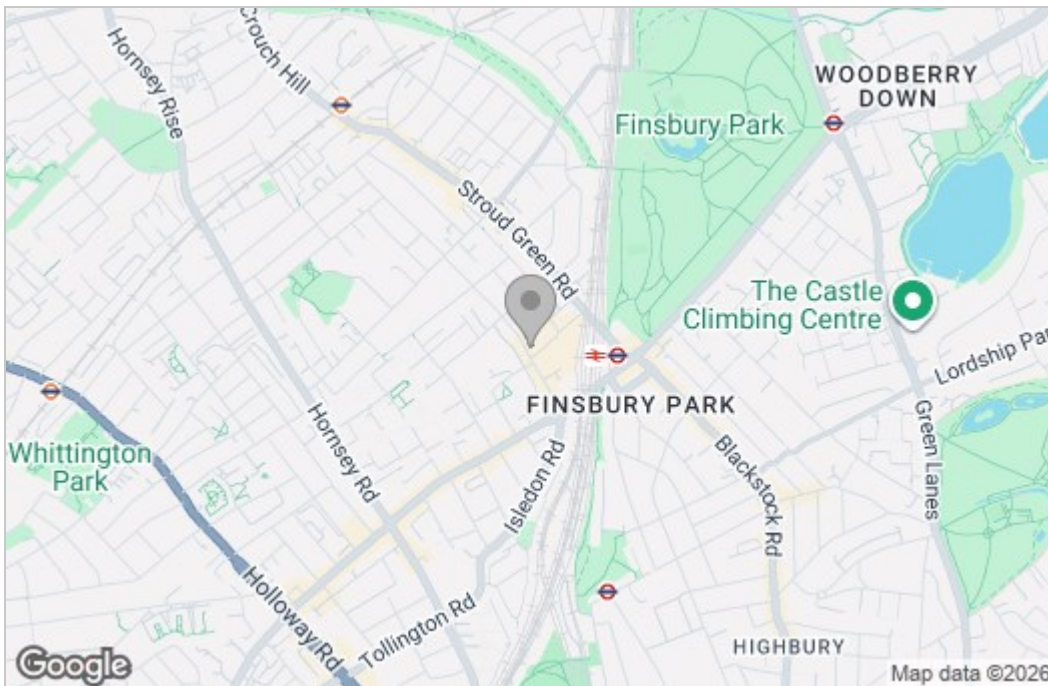 Crouch Hill
Hornsey Rise
WOODBERRY
DOWN
Finsbury Park
Stroud Green Rd
The Castle
Climbing Centre
Lordship Par
FINSBURY PARK
Whittington
Park
Hornsey Rd
Isledon Rd
Blackstock Rd
Green Lanes
Holloway Rd
Tollington Rd
HIGHBURY
Google
Map data ©2026